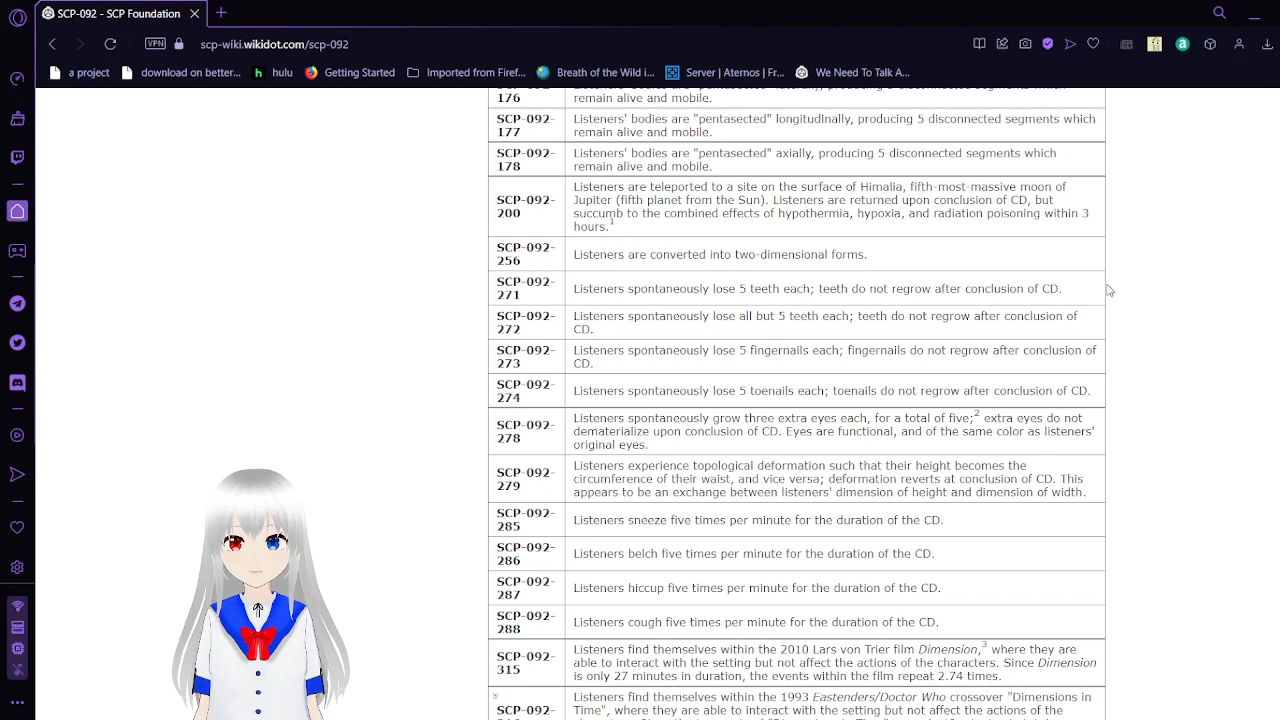 SCP-092 - SCP Foundation
VPN
scp-wiki.wikidot.com/scp-092
a project
download on better...
hulu
Getting Started
Imported from Firef...
Breath of the Wild i...
Server | Aternos | Fr...
We Need To Talk A...
176
remain alive and mobile.
SCP-092-
177
Listeners' bodies are "pentasected" longitudinally, producing 5 disconnected segments which
remain alive and mobile.
SCP-092-
178
Listeners' bodies are "pentasected" axially, producing 5 disconnected segments which
remain alive and mobile.
SCP-092-
200
Listeners are teleported to a site on the surface of Himalia, fifth-most-massive moon of
Jupiter (fifth planet from the Sun). Listeners are returned upon conclusion of CD, but
succumb to the combined effects of hypothermia, hypoxia, and radiation poisoning within 3
hours.1
SCP-092-
256
Listeners are converted into two-dimensional forms.
SCP-092-
271
Listeners spontaneously lose 5 teeth each; teeth do not regrow after conclusion of CD.
SCP-092-
272
Listeners spontaneously lose all but 5 teeth each; teeth do not regrow after conclusion of
CD.
SCP-092-
273
Listeners spontaneously lose 5 fingernails each; fingernails do not regrow after conclusion of
CD.
SCP-092-
274
Listeners spontaneously lose 5 toenails each; toenails do not regrow after conclusion of CD.
SCP-092-
278
Listeners spontaneously grow three extra eyes each, for a total of five;2 extra eyes do not
dematerialize upon conclusion of CD. Eyes are functional, and of the same color as listeners'
original eyes.
SCP-092-
279
Listeners experience topological deformation such that their height becomes the
circumference of their waist, and vice versa; deformation reverts at conclusion of CD. This
appears to be an exchange between listeners' dimension of height and dimension of width.
SCP-092-
285
Listeners sneeze five times per minute for the duration of the CD.
SCP-092-
286
Listeners belch five times per minute for the duration of the CD.
SCP-092-
287
Listeners hiccup five times per minute for the duration of the CD.
SCP-092-
288
Listeners cough five times per minute for the duration of the CD.
SCP-092-
315
Listeners find themselves within the 2010 Lars von Trier film Dimension,3 where they are
able to interact with the setting but not affect the actions of the characters. Since Dimension
is only 27 minutes in duration, the events within the film repeat 2.74 times.
SCP-092-
Listeners find themselves within the 1993 Eastenders/Doctor Who crossover "Dimensions in
Time", where they are able to interact with the setting but not affect the actions of the